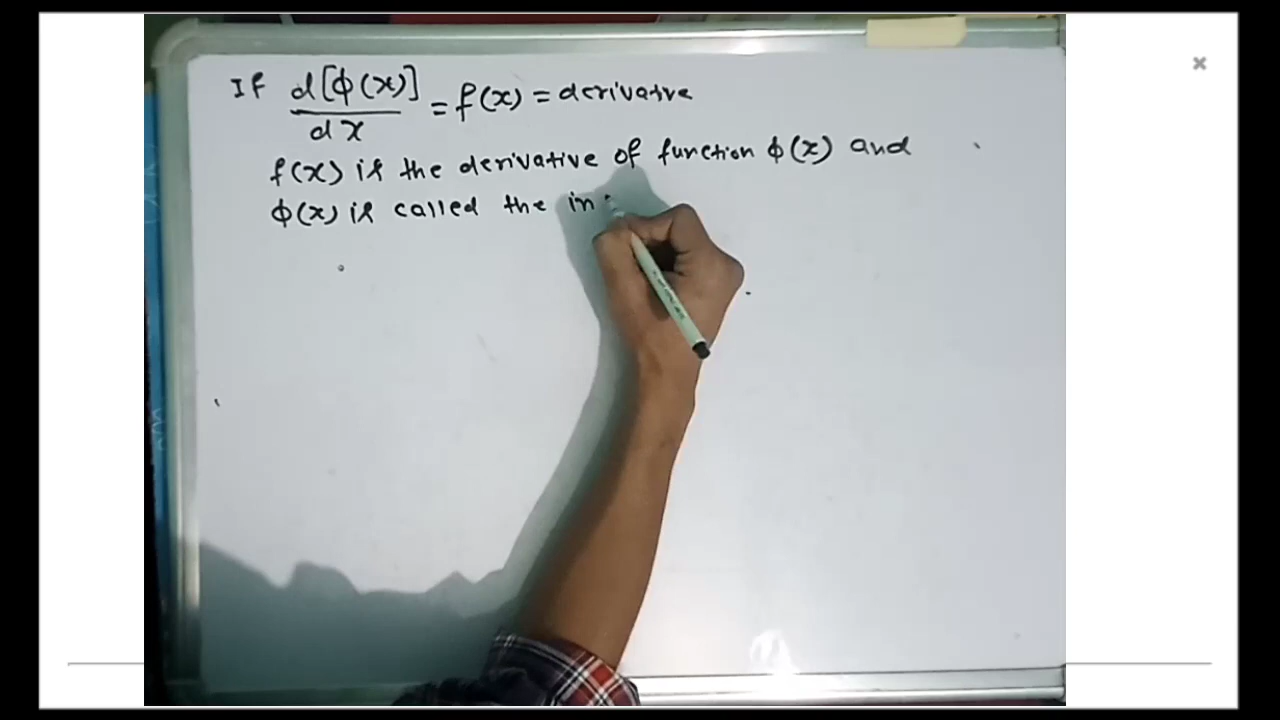 If d[ϕ(x)]/dx = f(x) = derivative
f(x) is the derivative of function ϕ(x) and
ϕ(x) is called the in